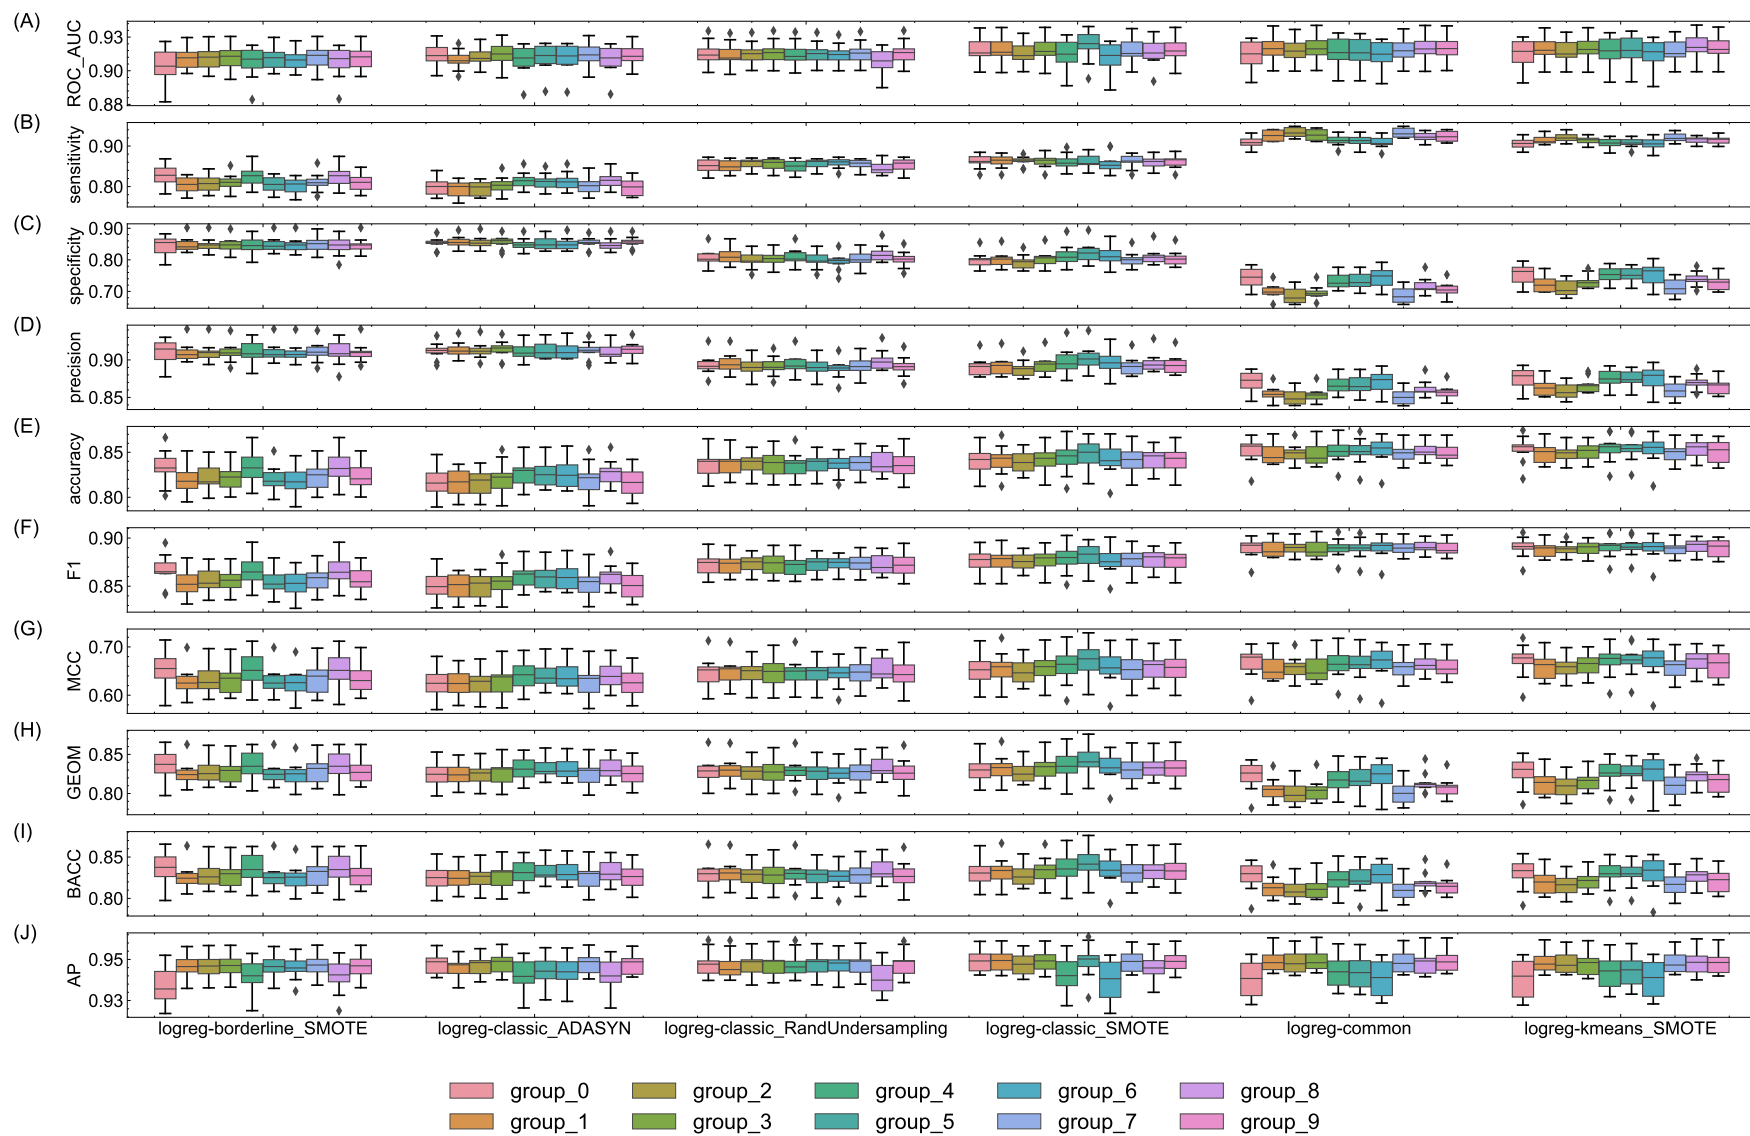 (A)
ROC_AUC
0.93
0.90
0.88
(B)
sensitivity
0.90
0.80
(C)
specificity
0.90
0.80
0.70
(D)
precision
0.90
0.85
(E)
accuracy
0.85
0.80
(F)
F1
0.90
0.85
(G)
MCC
0.70
0.60
(H)
GEOM
0.85
0.80
(I)
BACC
0.85
0.80
(J)
AP
0.95
0.93
logreg-borderline_SMOTE logreg-classic_ADASYN logreg-classic_RandUndersampling logreg-classic_SMOTE logreg-common logreg-kmeans_SMOTE
group_0 group_2 group_4 group_6 group_8
group_1 group_3 group_5 group_7 group_9